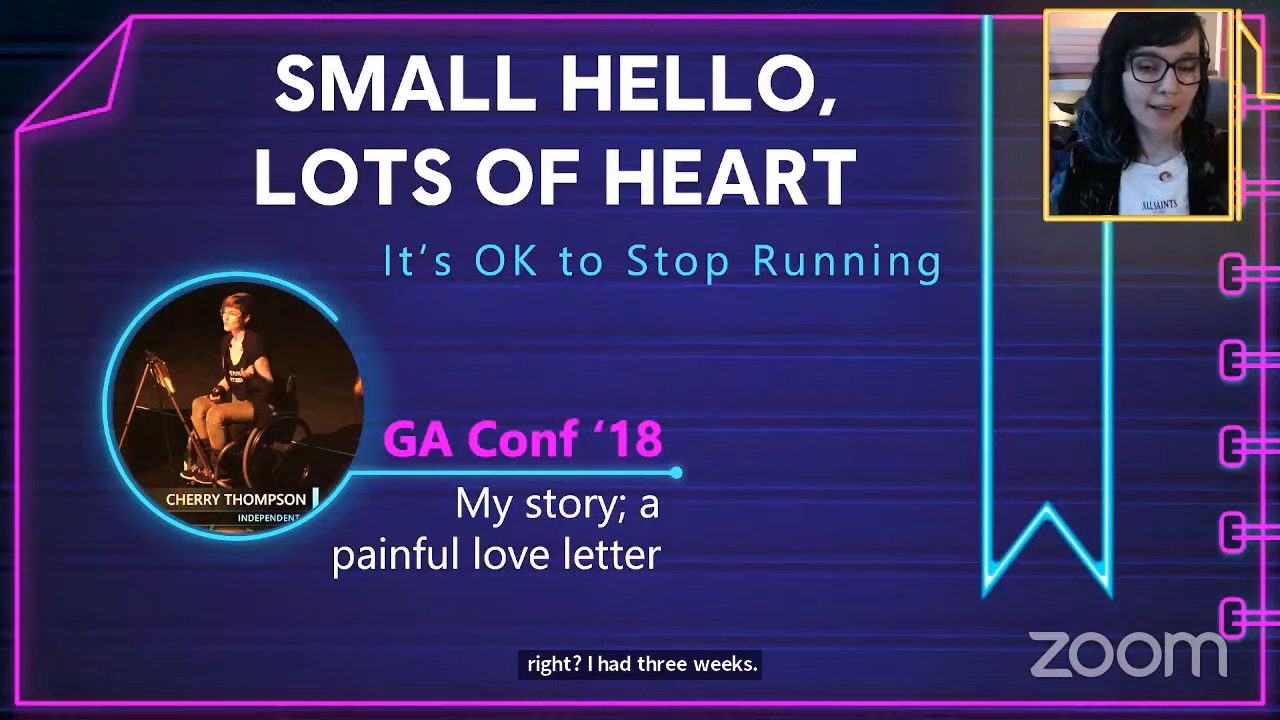 SMALL HELLO,
LOTS OF HEART
It's OK to Stop Running
ALLSAINTS
GA Conf ‘18
My story; a
painful love letter
CHERRY THOMPSON
INDEPENDENT
right? I had three weeks.
zoom